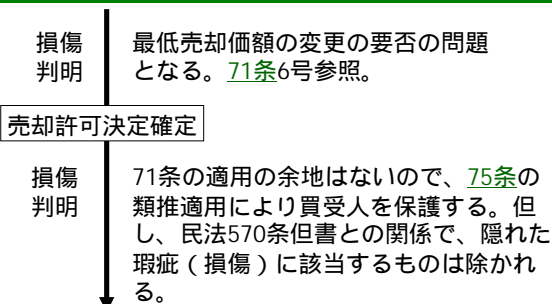 損傷
判明
最低売却価額の変更の要否の問題
となる。71条6号参照。
売却許可決定確定
損傷
判明
71条の適用の余地はないので、75条の
類推適用により買受人を保護する。但
し、民法570条但書との関係で、隠れた
瑕疵（損傷）に該当するものは除かれ
る。